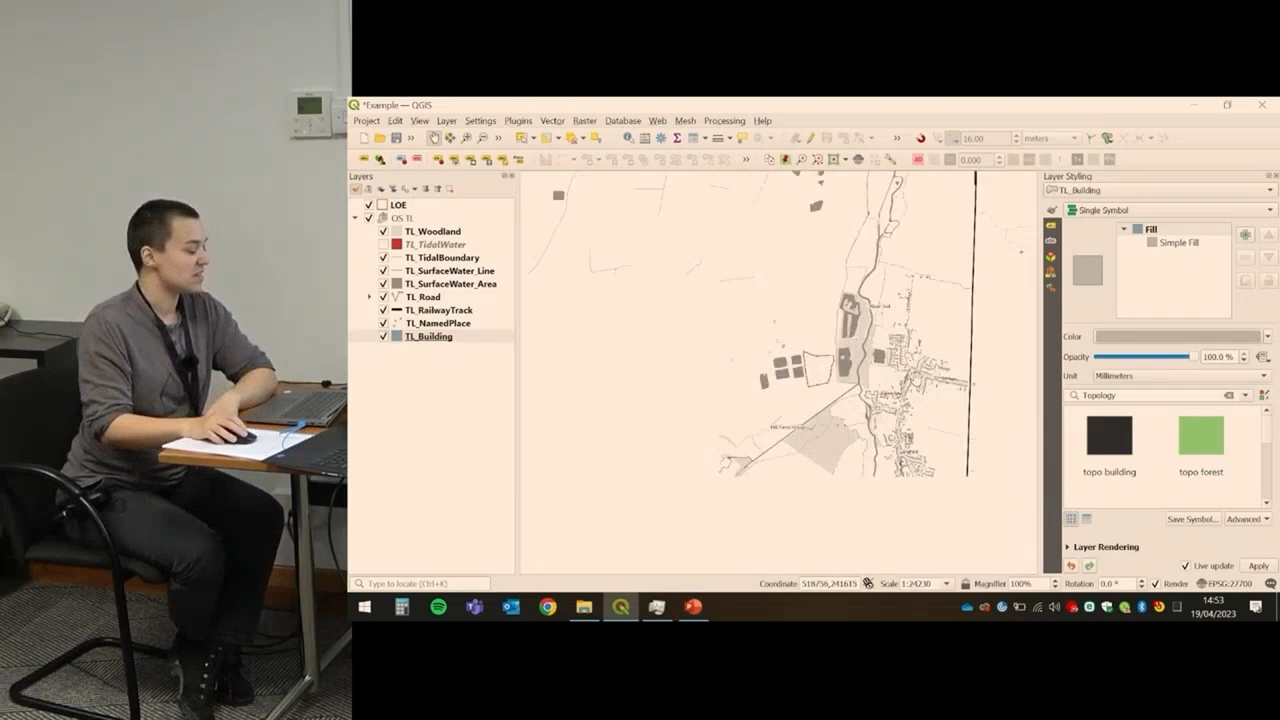 *Example — QGIS
Project Edit View Layer Settings Plugins Vector Raster Database Web Mesh Processing Help
16.00 meters
0.000
Layers
LOE
OS TL
TL_Woodland
TL_TidalWater
TL_TidalBoundary
TL_SurfaceWater_Line
TL_SurfaceWater_Area
TL_Road
TL_RailwayTrack
TL_NamedPlace
TL_Building
Layer Styling
TL_Building
Single Symbol
Fill
Simple Fill
Color
Opacity 100.0 %
Unit Millimeters
Topology
topo building topo forest
Save Symbol... Advanced
Layer Rendering
Live update Apply
Type to locate (Ctrl+K)
Coordinate 518756,241615 Scale 1:24230 Magnifier 100% Rotation 0.0 ° Render EPSG:27700
14:53
19/04/2023